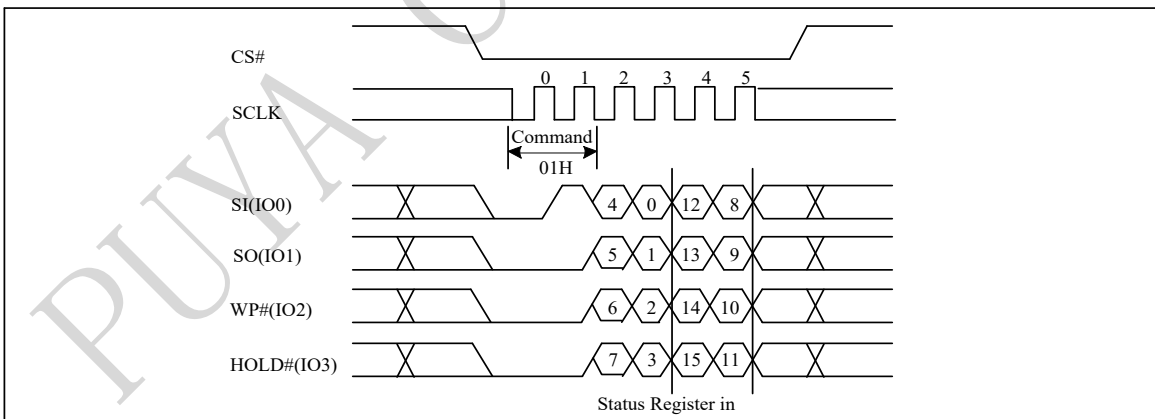 PUYA
CS#
0 1 2 3 4 5
SCLK
Command
01H
SI(IO0) 4 0 12 8
SO(IO1) 5 1 13 9
WP#(IO2) 6 2 14 10
HOLD#(IO3) 7 3 15 11
Status Register in